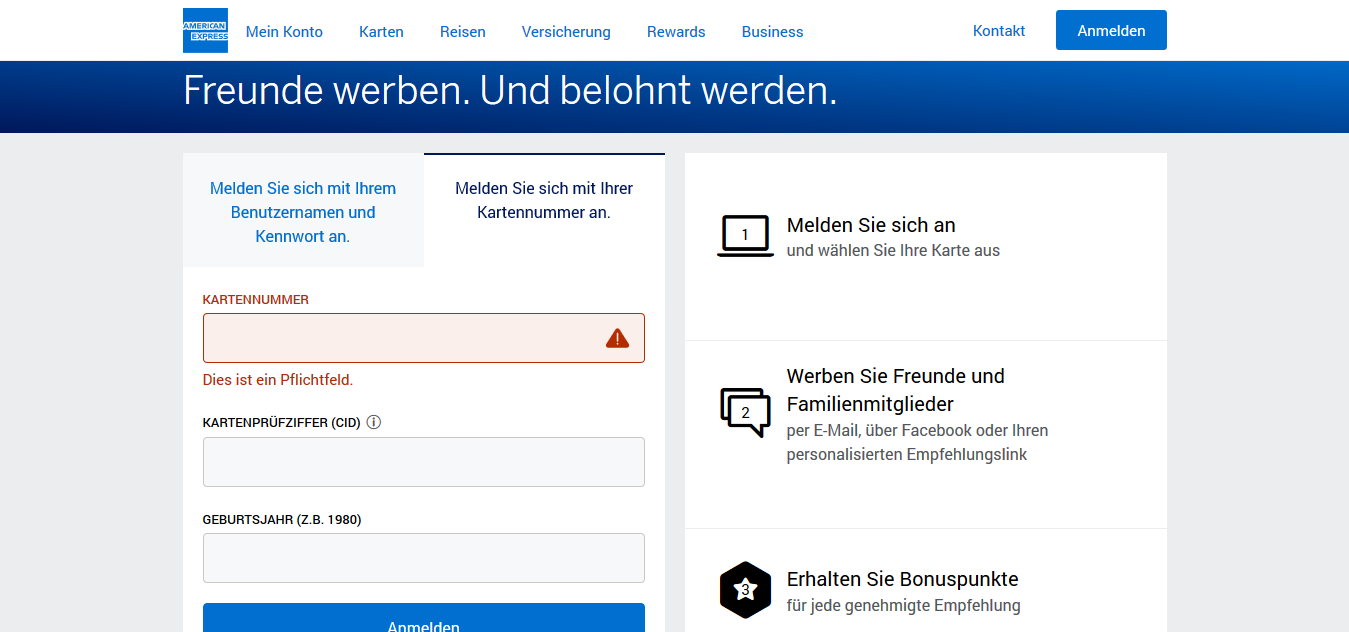 AMERICAN
EXPRESS
Mein Konto
Karten
Reisen
Versicherung
Rewards
Business
Kontakt
Anmelden
Freunde werben. Und belohnt werden.
Melden Sie sich mit Ihrem
Benutzernamen und
Kennwort an.
Melden Sie sich mit Ihrer
Kartennummer an.
KARTENNUMMER
Dies ist ein Pflichtfeld.
KARTENPRÜFZIFFER (CID)
GEBURTSJAHR (Z.B. 1980)
Anmelden
1
Melden Sie sich an
und wählen Sie Ihre Karte aus
2
Werben Sie Freunde und
Familienmitglieder
per E-Mail, über Facebook oder Ihren
personalisierten Empfehlungslink
3
Erhalten Sie Bonuspunkte
für jede genehmigte Empfehlung